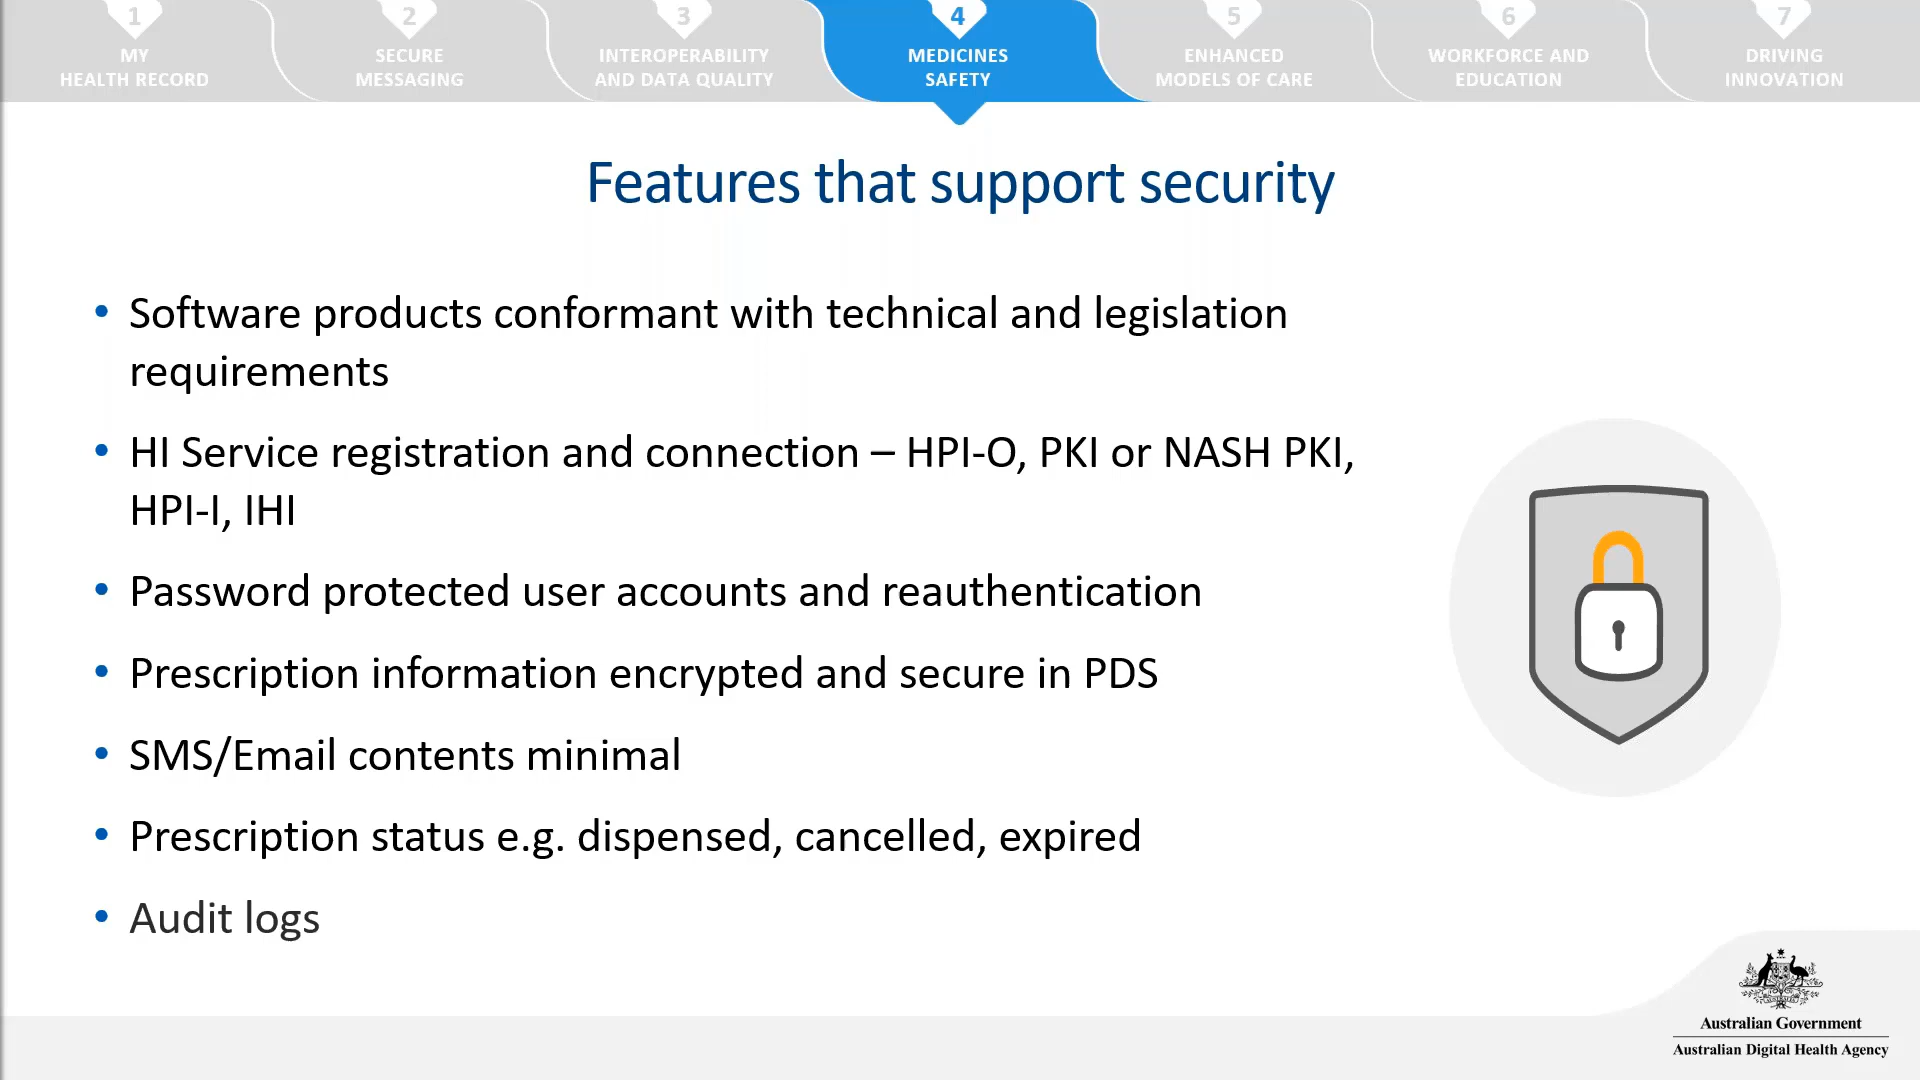 1
MY
HEALTH RECORD
2
SECURE
MESSAGING
3
INTEROPERABILITY
AND DATA QUALITY
4
MEDICINES
SAFETY
5
ENHANCED
MODELS OF CARE
6
WORKFORCE AND
EDUCATION
7
DRIVING
INNOVATION
Features that support security
• Software products conformant with technical and legislation
requirements
• HI Service registration and connection – HPI-O, PKI or NASH PKI,
HPI-I, IHI
• Password protected user accounts and reauthentication
• Prescription information encrypted and secure in PDS
• SMS/Email contents minimal
• Prescription status e.g. dispensed, cancelled, expired
• Audit logs
Australian Government
Australian Digital Health Agency